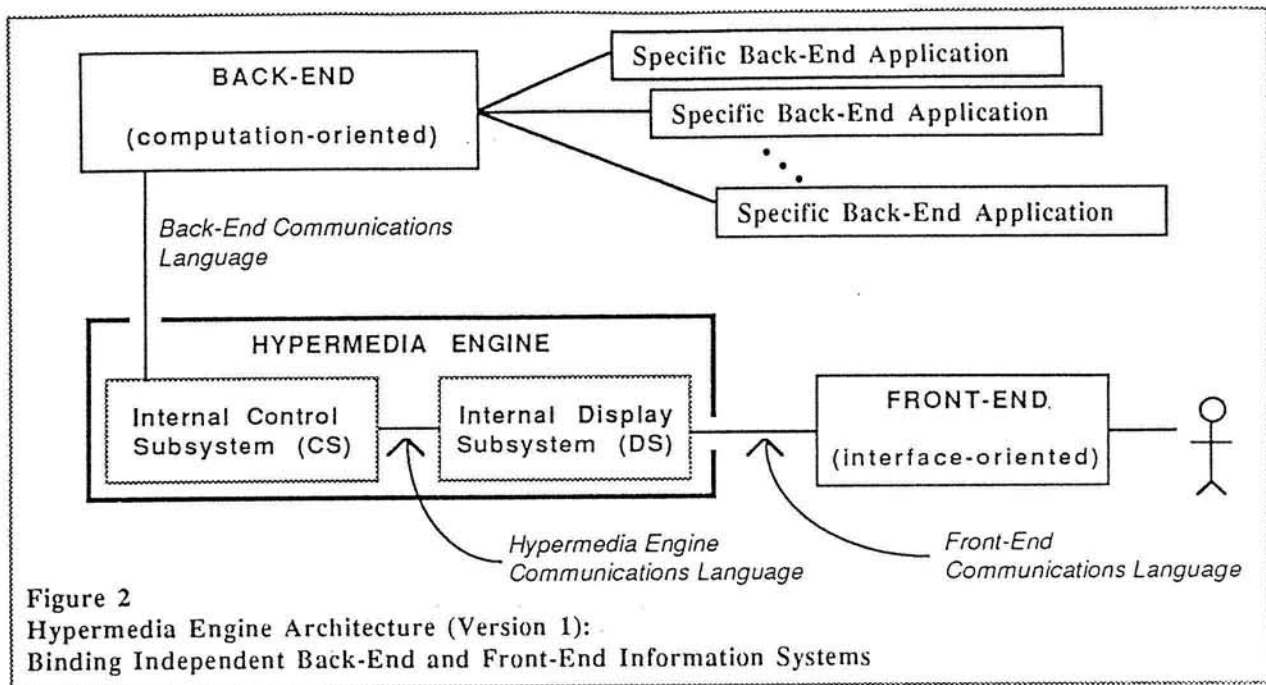 BACK-END
(computation-oriented)
Specific Back-End Application
Specific Back-End Application
Specific Back-End Application
Back-End Communications
Language
HYPERMEDIA ENGINE
Internal Control
Subsystem (CS)
Internal Display
Subsystem (DS)
FRONT-END
(interface-oriented)
Hypermedia Engine
Communications Language
Front-End
Communications Language
Figure 2
Hypermedia Engine Architecture (Version 1):
Binding Independent Back-End and Front-End Information Systems